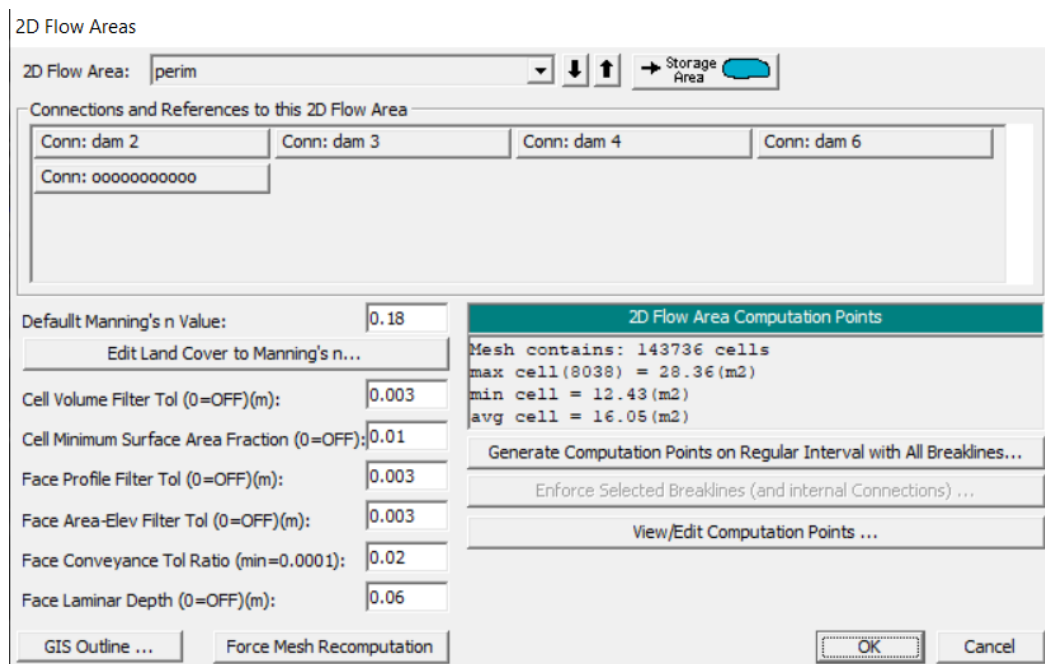 2D Flow Areas
2D Flow Area: perim
Storage
Area
Connections and References to this 2D Flow Area
Conn: dam 2 Conn: dam 3 Conn: dam 4 Conn: dam 6
Conn: ooooooooooo
Defaullt Manning's n Value: 0.18
Edit Land Cover to Manning's n...
Cell Volume Filter Tol (0=OFF)(m): 0.003
Cell Minimum Surface Area Fraction (0=OFF): 0.01
Face Profile Filter Tol (0=OFF)(m): 0.003
Face Area-Elev Filter Tol (0=OFF)(m): 0.003
Face Conveyance Tol Ratio (min=0.0001): 0.02
Face Laminar Depth (0=OFF)(m): 0.06
2D Flow Area Computation Points
Mesh contains: 143736 cells
max cell(8038) = 28.36(m2)
min cell = 12.43(m2)
avg cell = 16.05(m2)
Generate Computation Points on Regular Interval with All Breaklines...
Enforce Selected Breaklines (and internal Connections) ...
View/Edit Computation Points ...
GIS Outline ... Force Mesh Recomputation OK Cancel